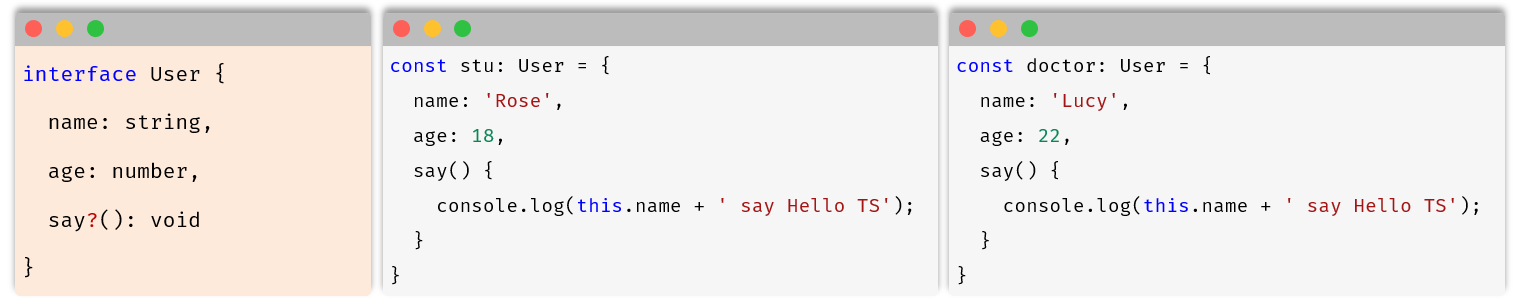 interface User {
  name: string,
  age: number,
  say?(): void
}
const stu: User = {
  name: 'Rose',
  age: 18,
  say() {
    console.log(this.name + ' say Hello TS');
  }
}
const doctor: User = {
  name: 'Lucy',
  age: 22,
  say() {
    console.log(this.name + ' say Hello TS');
  }
}